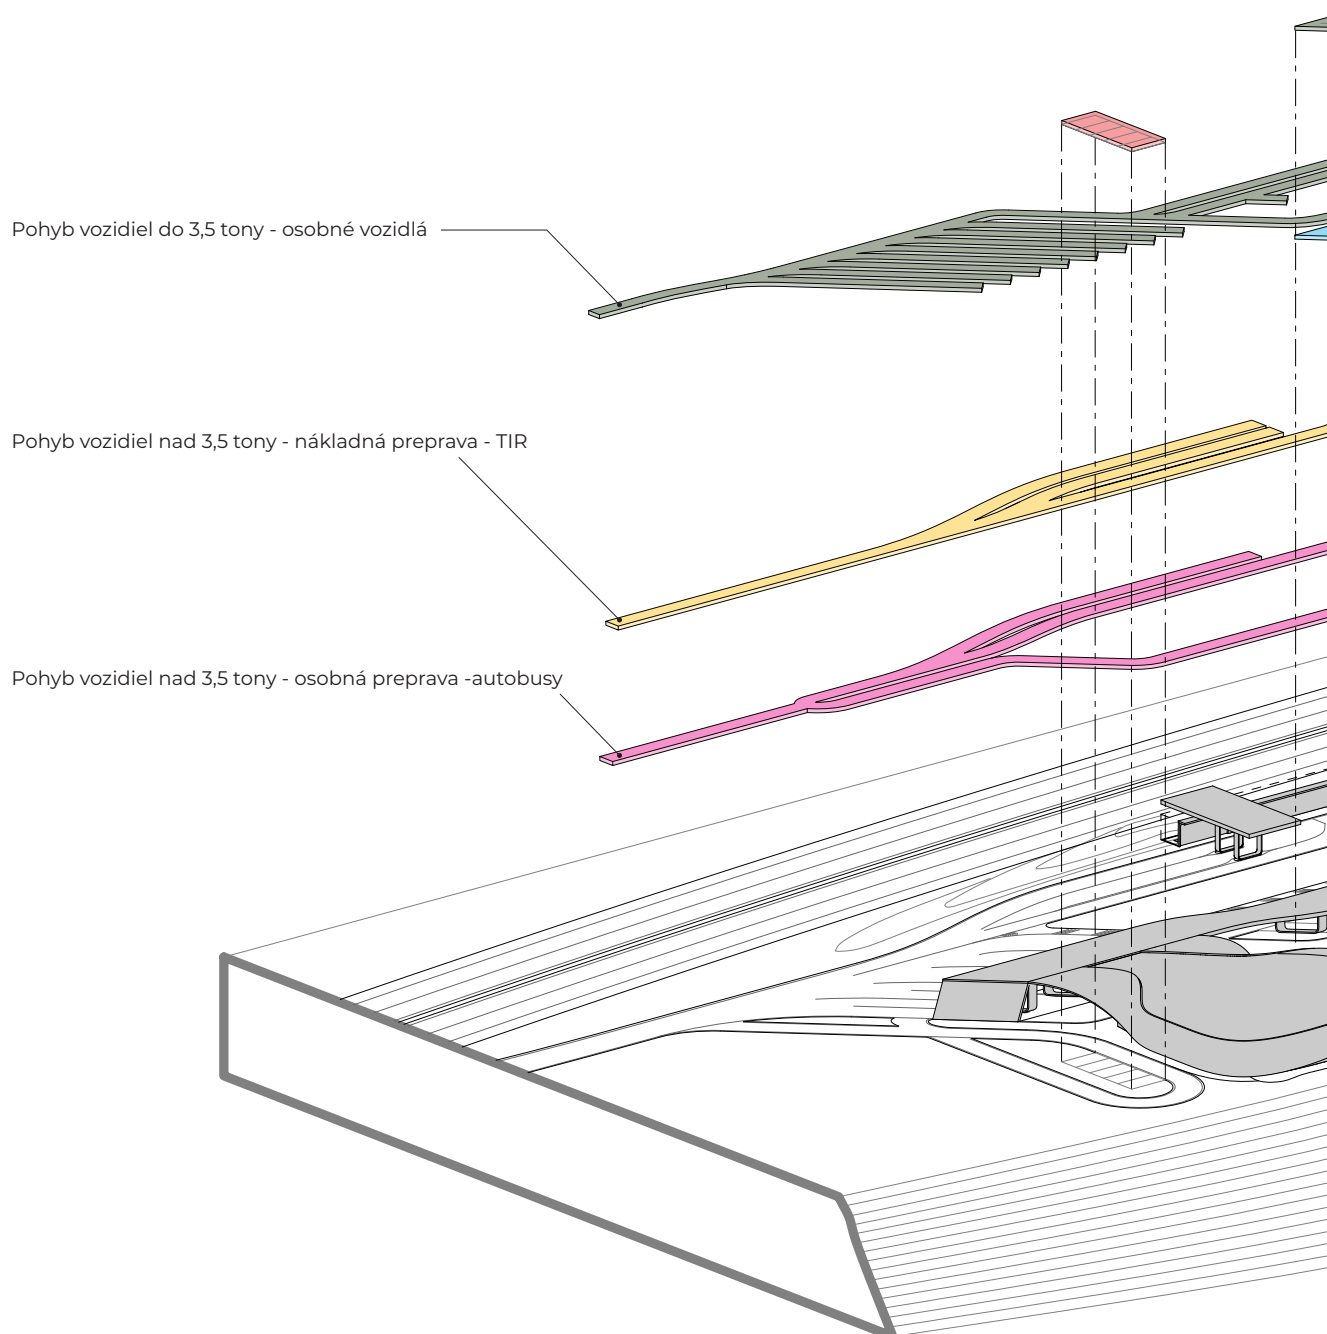 Pohyb vozidiel do 3,5 tony - osobné vozidlá
Pohyb vozidiel nad 3,5 tony - nákladná preprava - TIR
Pohyb vozidiel nad 3,5 tony - osobná preprava -autobusy